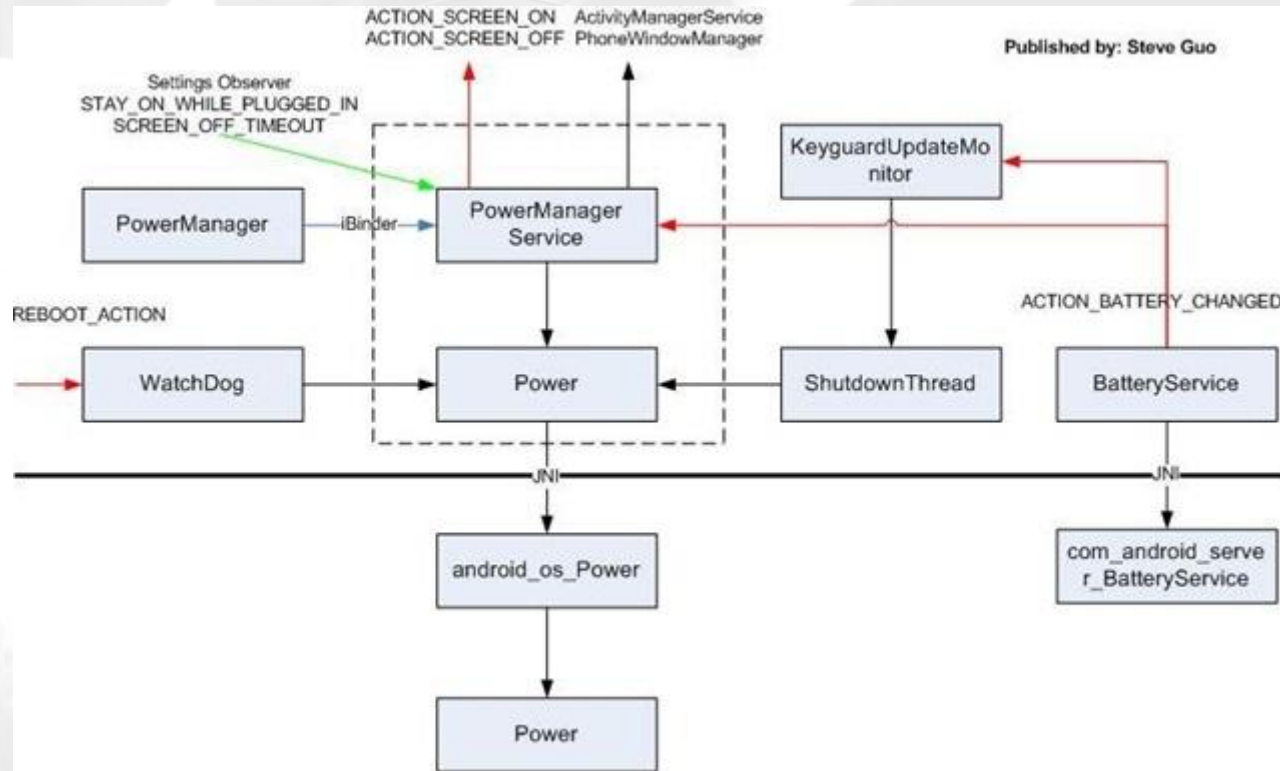 ACTION_SCREEN_ON ActivityManagerService
ACTION_SCREEN_OFF PhoneWindowManager
Published by: Steve Guo
Settings Observer
STAY_ON_WHILE_PLUGGED_IN
SCREEN_OFF_TIMEOUT
KeyguardUpdateMo
nitor
PowerManager
iBinder
PowerManager
Service
REBOOT_ACTION
ACTION_BATTERY_CHANGED
WatchDog
Power
ShutdownThread
BatteryService
JNI
JNI
android_os_Power
com_android_serve
r_BatteryService
Power